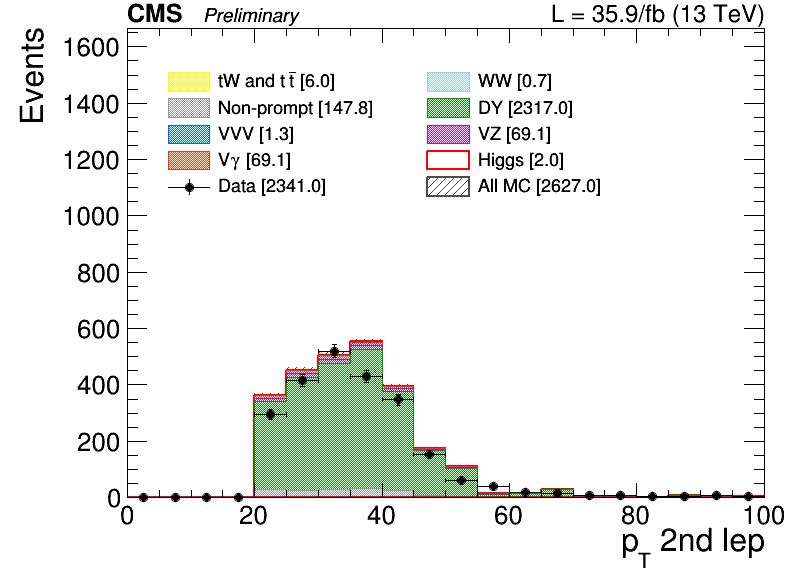 CMS Preliminary L = 35.9/fb (13 TeV)
Events
1600
1400
1200
1000
800
600
400
200
0
tW and t t̄ [6.0] WW [0.7]
Non-prompt [147.8] DY [2317.0]
VVV [1.3] VZ [69.1]
Vγ [69.1] Higgs [2.0]
Data [2341.0] All MC [2627.0]
0 20 40 60 80 100
p_T 2nd lep